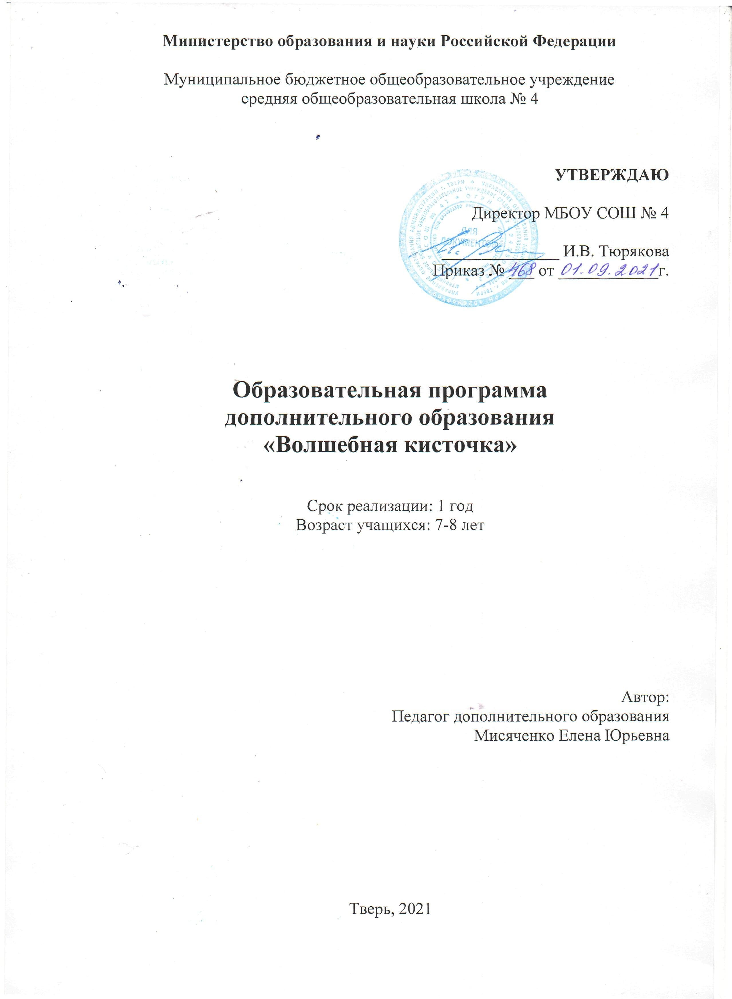 Министерство образования и науки Российской Федерации
Муниципальное бюджетное общеобразовательное учреждение
средняя общеобразовательная школа № 4
УТВЕРЖДАЮ
Директор МБОУ СОШ № 4
И.В. Тюрякова
Приказ № 468 от 01.09.2021г.
ДЛЯ
ДОКУМЕНТОВ
Образовательная программа
дополнительного образования
«Волшебная кисточка»
Срок реализации: 1 год
Возраст учащихся: 7-8 лет
Автор:
Педагог дополнительного образования
Мисяченко Елена Юрьевна
Тверь, 2021